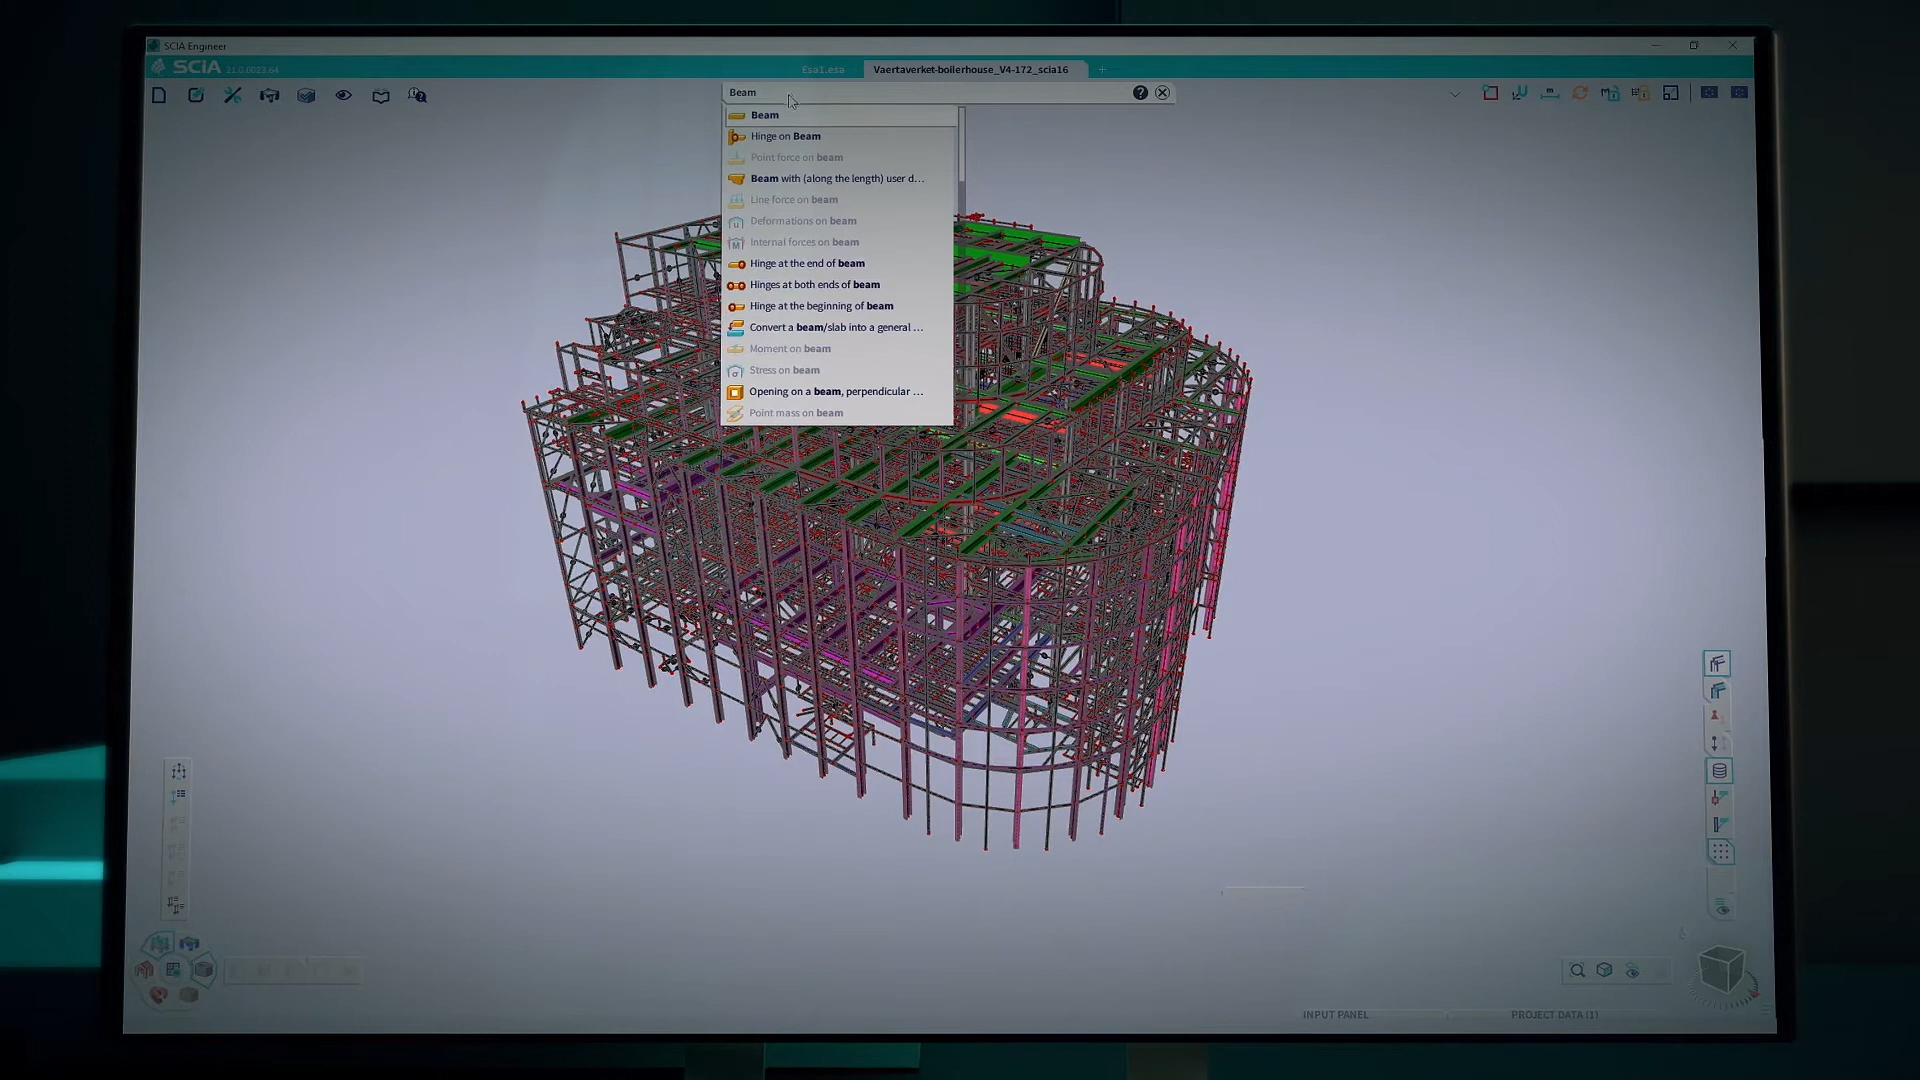 SCIA Engineer
SCIA 21.0.0023.64
Esa1.esa
Vaertaverket-boilerhouse_V4-172_scia16
Beam
Beam
Hinge on Beam
Point force on beam
Beam with (along the length) user d...
Line force on beam
Deformations on beam
Internal forces on beam
Hinge at the end of beam
Hinges at both ends of beam
Hinge at the beginning of beam
Convert a beam/slab into a general ...
Moment on beam
Stress on beam
Opening on a beam, perpendicular ...
Point mass on beam
INPUT PANEL
PROJECT DATA (1)